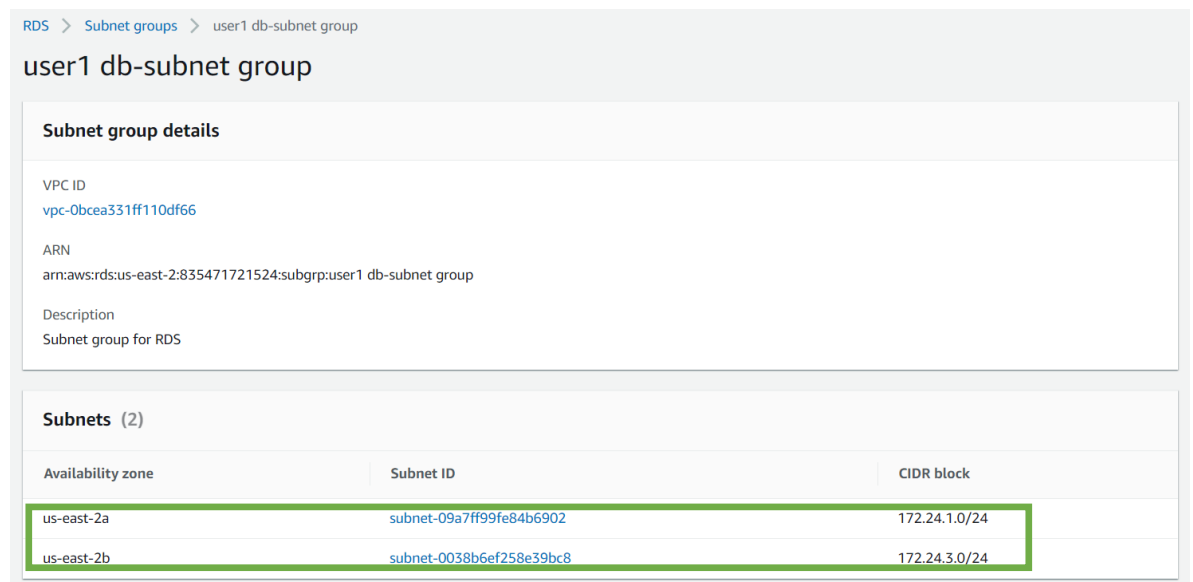 RDS > Subnet groups > user1 db-subnet group
user1 db-subnet group
Subnet group details
VPC ID
vpc-0bcea331ff110df66
ARN
arn:aws:rds:us-east-2:835471721524:subgrp:user1 db-subnet group
Description
Subnet group for RDS
Subnets (2)
Availability zone Subnet ID CIDR block
us-east-2a subnet-09a7ff99fe84b6902 172.24.1.0/24
us-east-2b subnet-0038b6ef258e39bc8 172.24.3.0/24